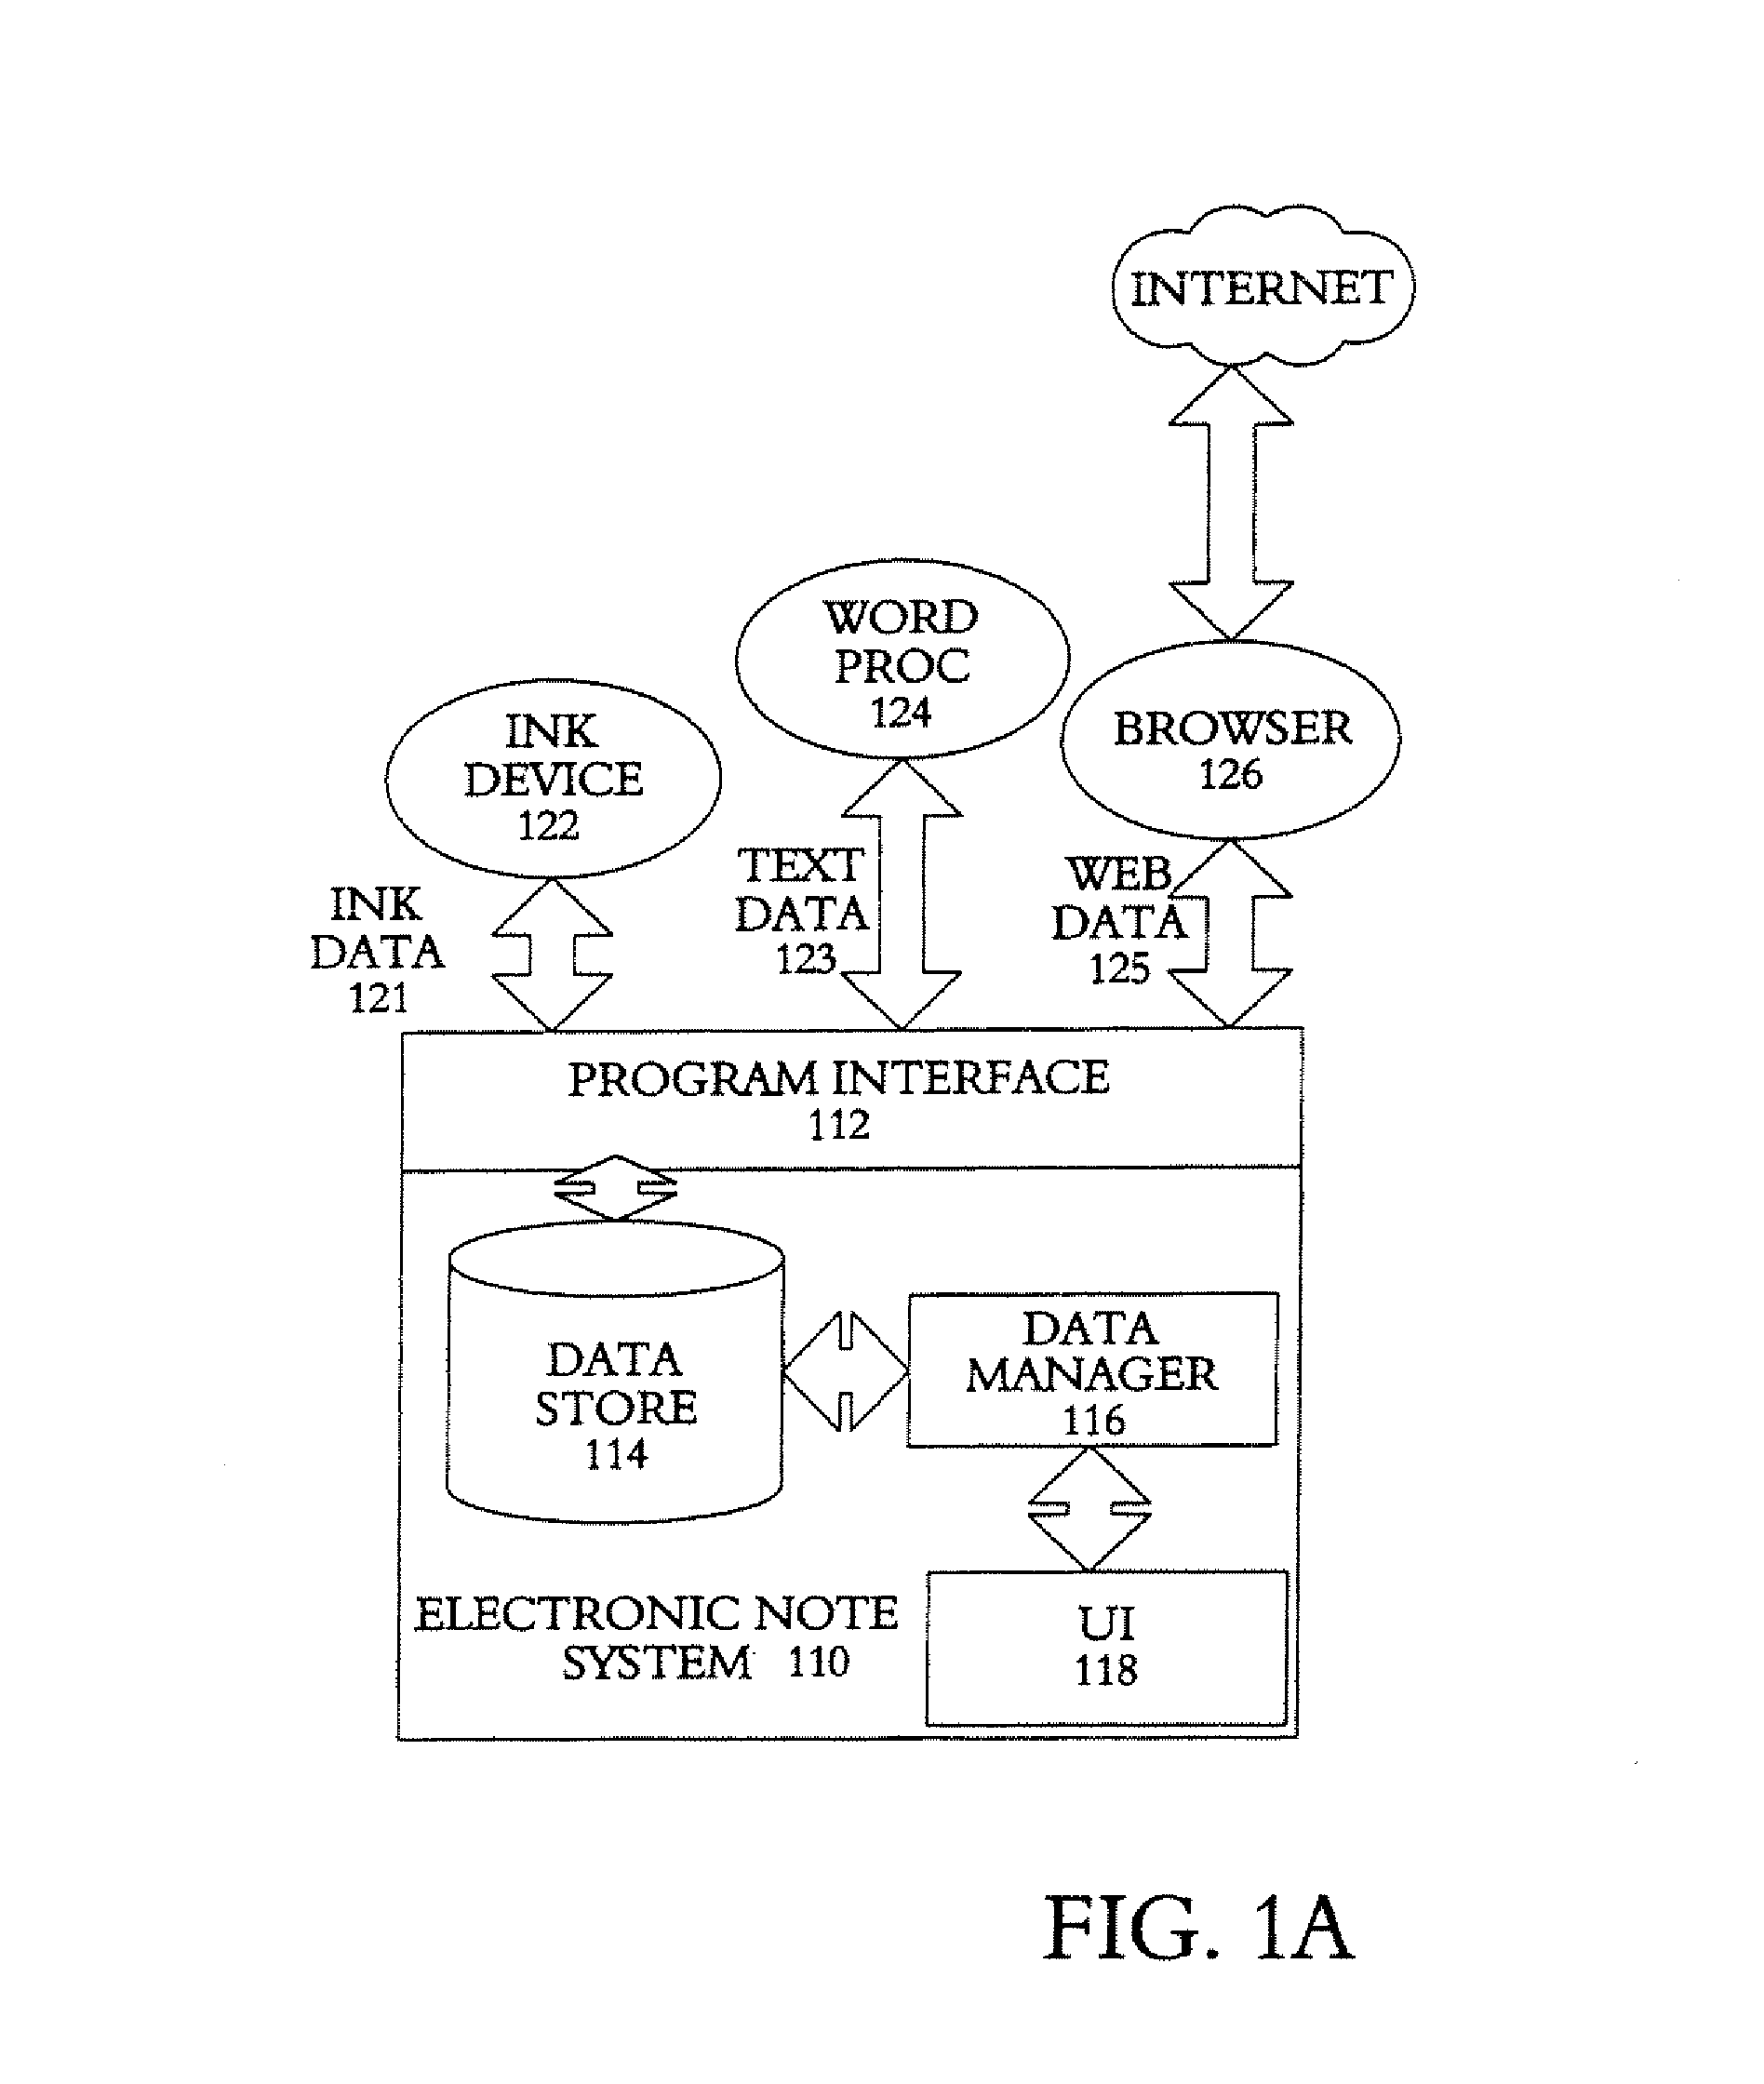 INTERNET
WORD
PROC
124
INK
DEVICE
122
BROWSER
126
TEXT
DATA
123
WEB
DATA
125
INK
DATA
121
PROGRAM INTERFACE
112
DATA
STORE
114
DATA
MANAGER
116
ELECTRONIC NOTE
SYSTEM 110
UI
118
FIG. 1A